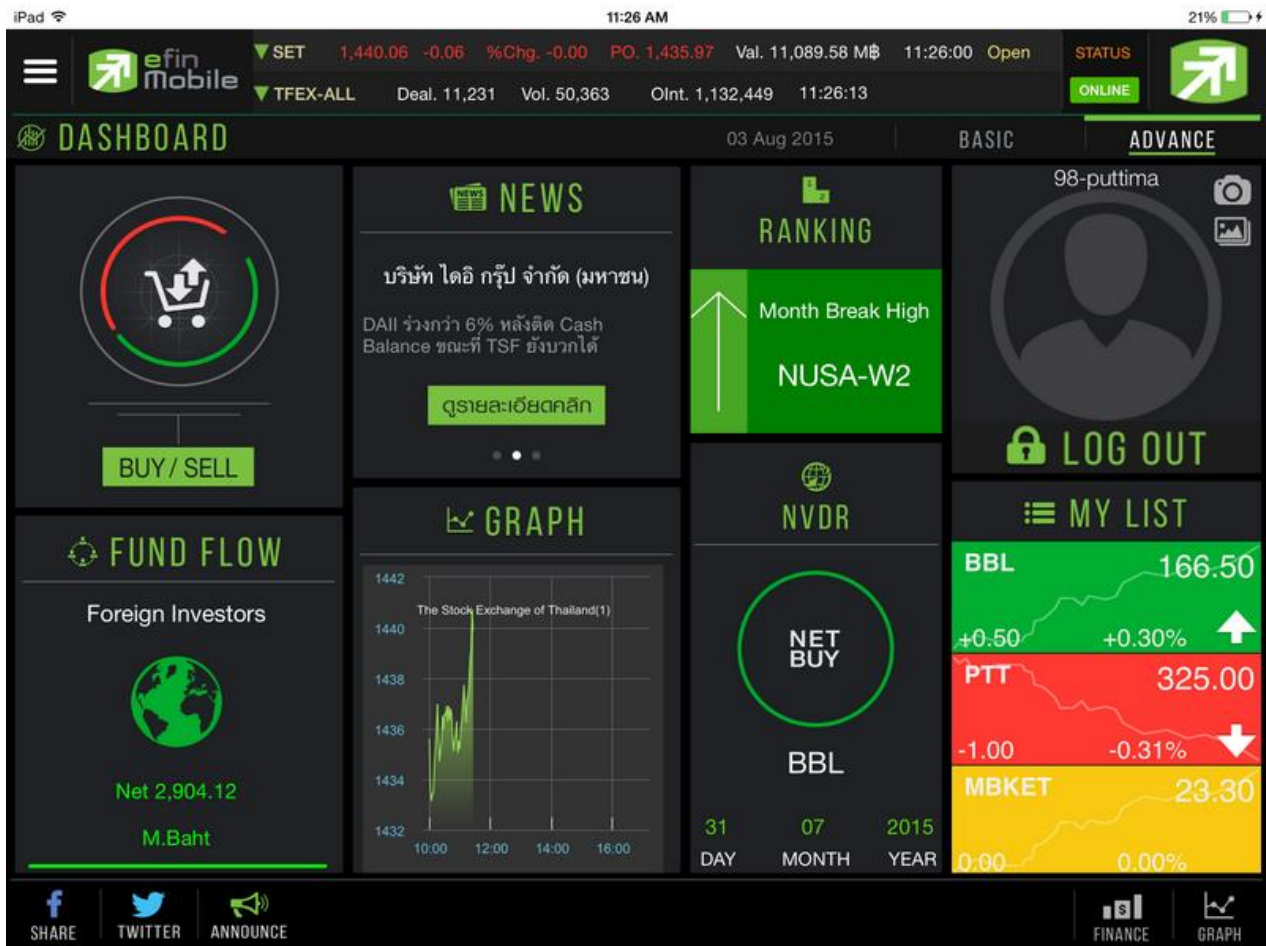 iPad 11:26 AM 21%
efin Mobile
SET 1,440.06 -0.06 %Chg. -0.00 PO. 1,435.97 Val. 11,089.58 M฿ 11:26:00 Open
TFEX-ALL Deal. 11,231 Vol. 50,363 OInt. 1,132,449 11:26:13
STATUS
ONLINE
DASHBOARD 03 Aug 2015 BASIC ADVANCE
BUY / SELL
NEWS
NEWS
บริษัท ไดอิ กรุ๊ป จำกัด (มหาชน)
DAII ร่วงกว่า 6% หลังติด Cash
Balance ขณะที่ TSF ยังบวกได้
ดูรายละเอียดคลิก
1
2
RANKING
Month Break High
NUSA-W2
98-puttima
LOG OUT
FUND FLOW
Foreign Investors
Net 2,904.12
M.Baht
GRAPH
The Stock Exchange of Thailand(1)
1442
1440
1438
1436
1434
1432
10:00 12:00 14:00 16:00
NVDR
NET
BUY
BBL
31 07 2015
DAY MONTH YEAR
MY LIST
BBL 166.50
+0.50 +0.30%
PTT 325.00
-1.00 -0.31%
MBKET 23.30
0.00 0.00%
SHARE TWITTER ANNOUNCE FINANCE GRAPH